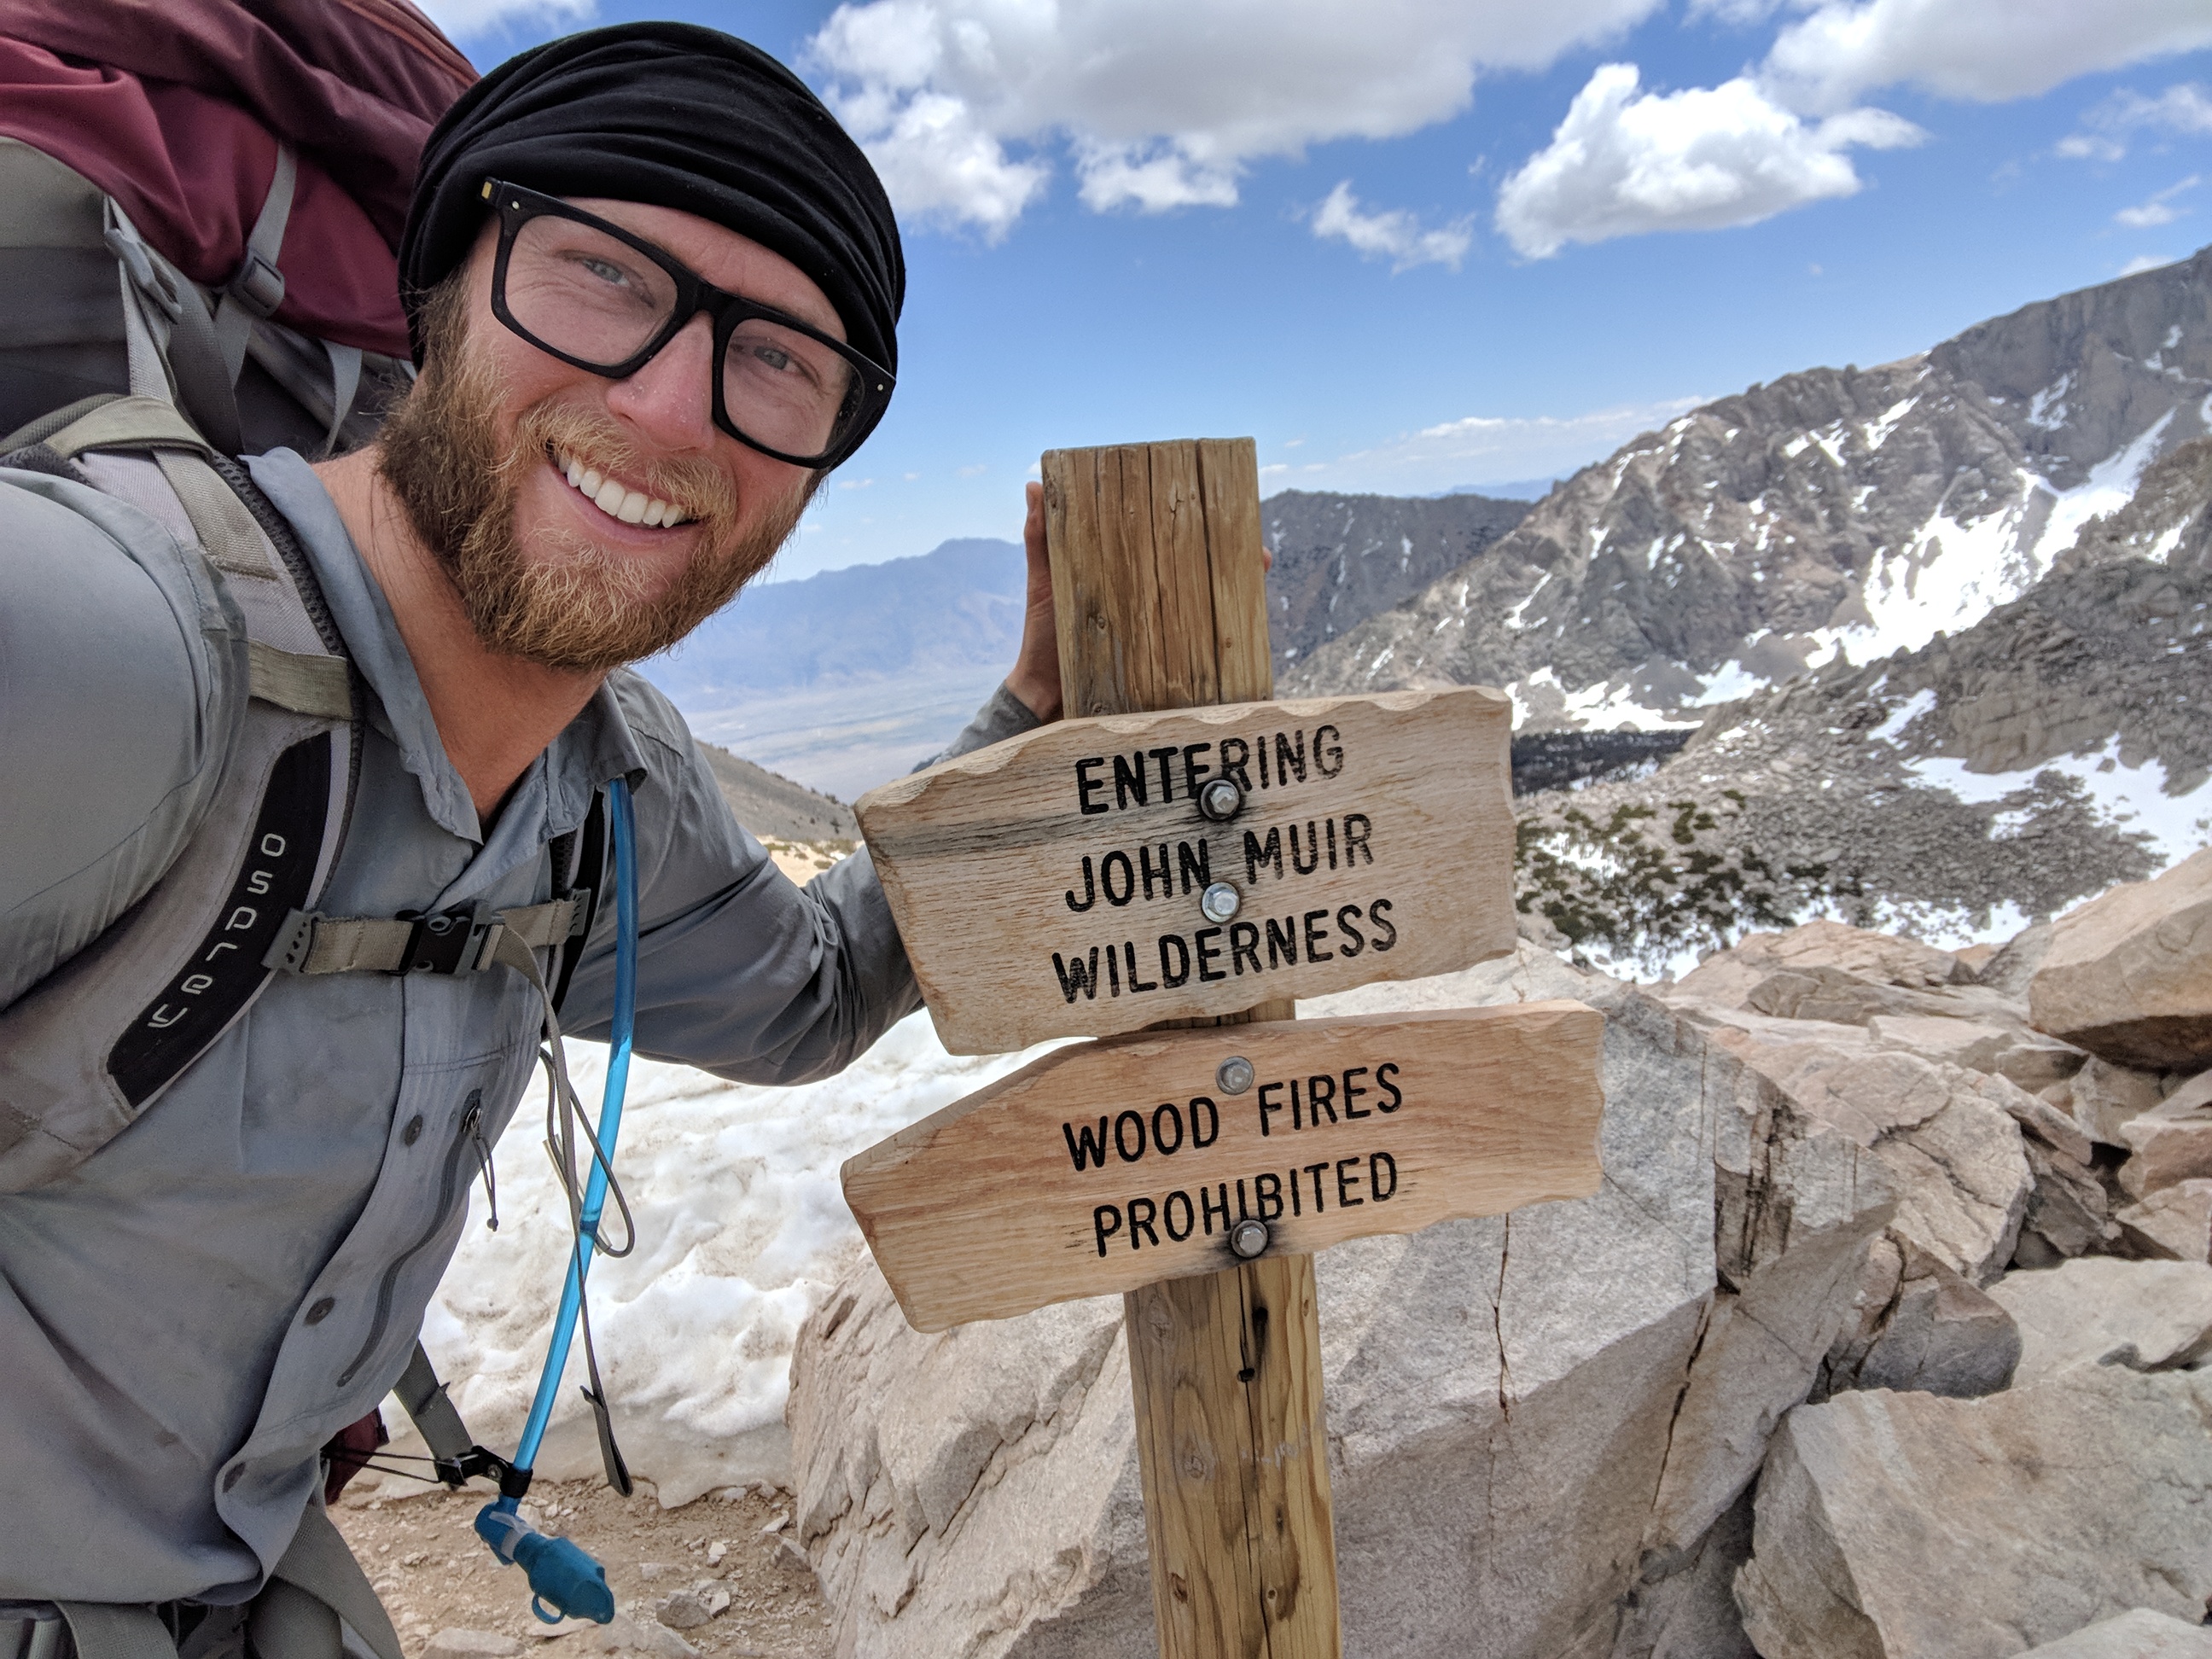 osprey
ENTERING
JOHN MUIR
WILDERNESS
WOOD FIRES
PROHIBITED